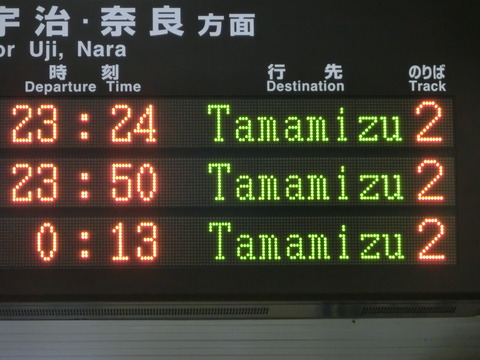 宇治・奈良方面
or Uji, Nara
時刻 行先 のりば
Departure Time Destination Track
23:24 Tamamizu 2
23:50 Tamamizu 2
0:13 Tamamizu 2